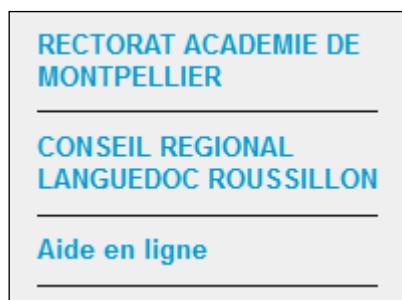 RECTORAT ACADEMIE DE
MONTPELLIER
CONSEIL REGIONAL
LANGUEDOC ROUSSILLON
Aide en ligne